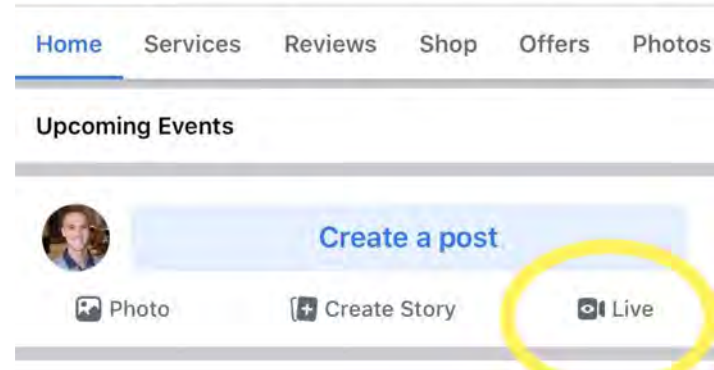 Home Services Reviews Shop Offers Photos
Upcoming Events
Create a post
Photo Create Story Live